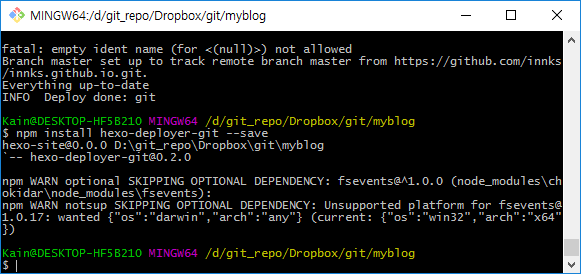 MINGW64:/d/git_repo/Dropbox/git/myblog
fatal: empty ident name (for <(null)>) not allowed
Branch master set up to track remote branch master from https://github.com/innks
/innks.github.io.git.
Everything up-to-date
INFO  Deploy done: git
Kain@DESKTOP-HF5B210 MINGW64 /d/git_repo/Dropbox/git/myblog
$ npm install hexo-deployer-git --save
hexo-site@0.0.0 D:\git_repo\Dropbox\git\myblog
`-- hexo-deployer-git@0.2.0
npm WARN optional SKIPPING OPTIONAL DEPENDENCY: fsevents@^1.0.0 (node_modules\ch
okidar\node_modules\fsevents):
npm WARN notsup SKIPPING OPTIONAL DEPENDENCY: Unsupported platform for fsevents@
1.0.17: wanted {"os":"darwin","arch":"any"} (current: {"os":"win32","arch":"x64"
})
Kain@DESKTOP-HF5B210 MINGW64 /d/git_repo/Dropbox/git/myblog
$